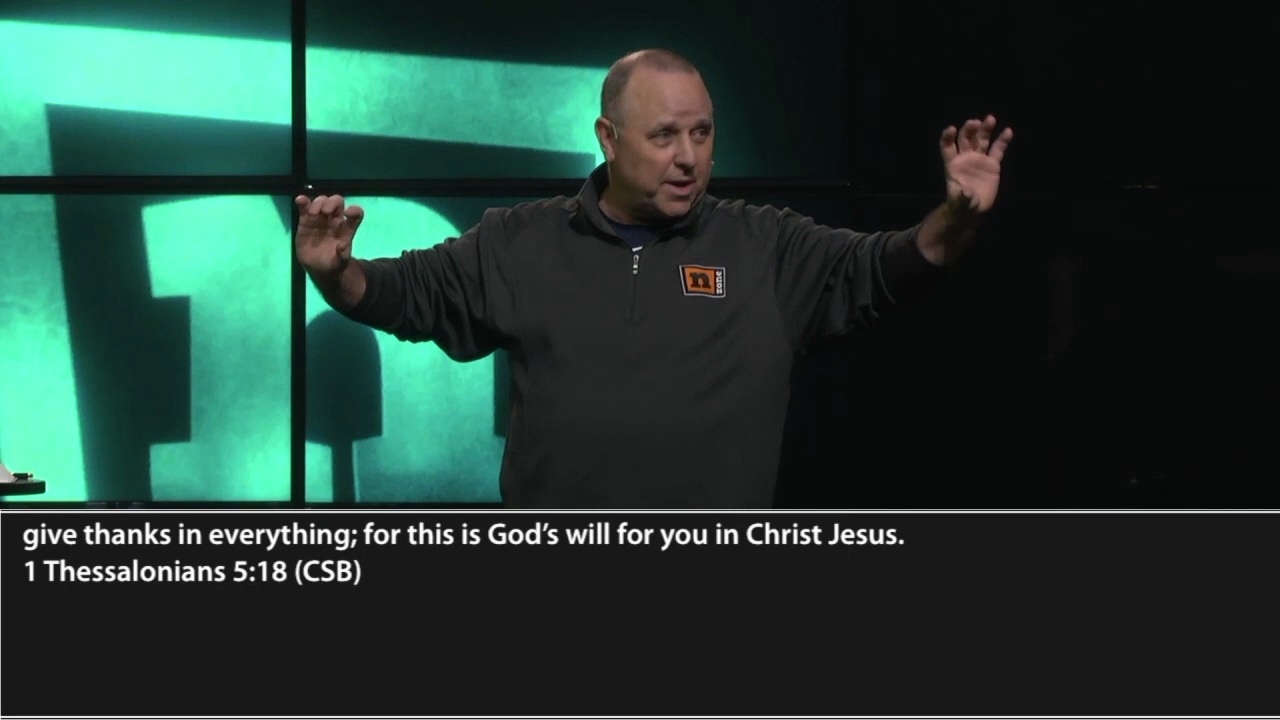 n zone
give thanks in everything; for this is God’s will for you in Christ Jesus.
1 Thessalonians 5:18 (CSB)